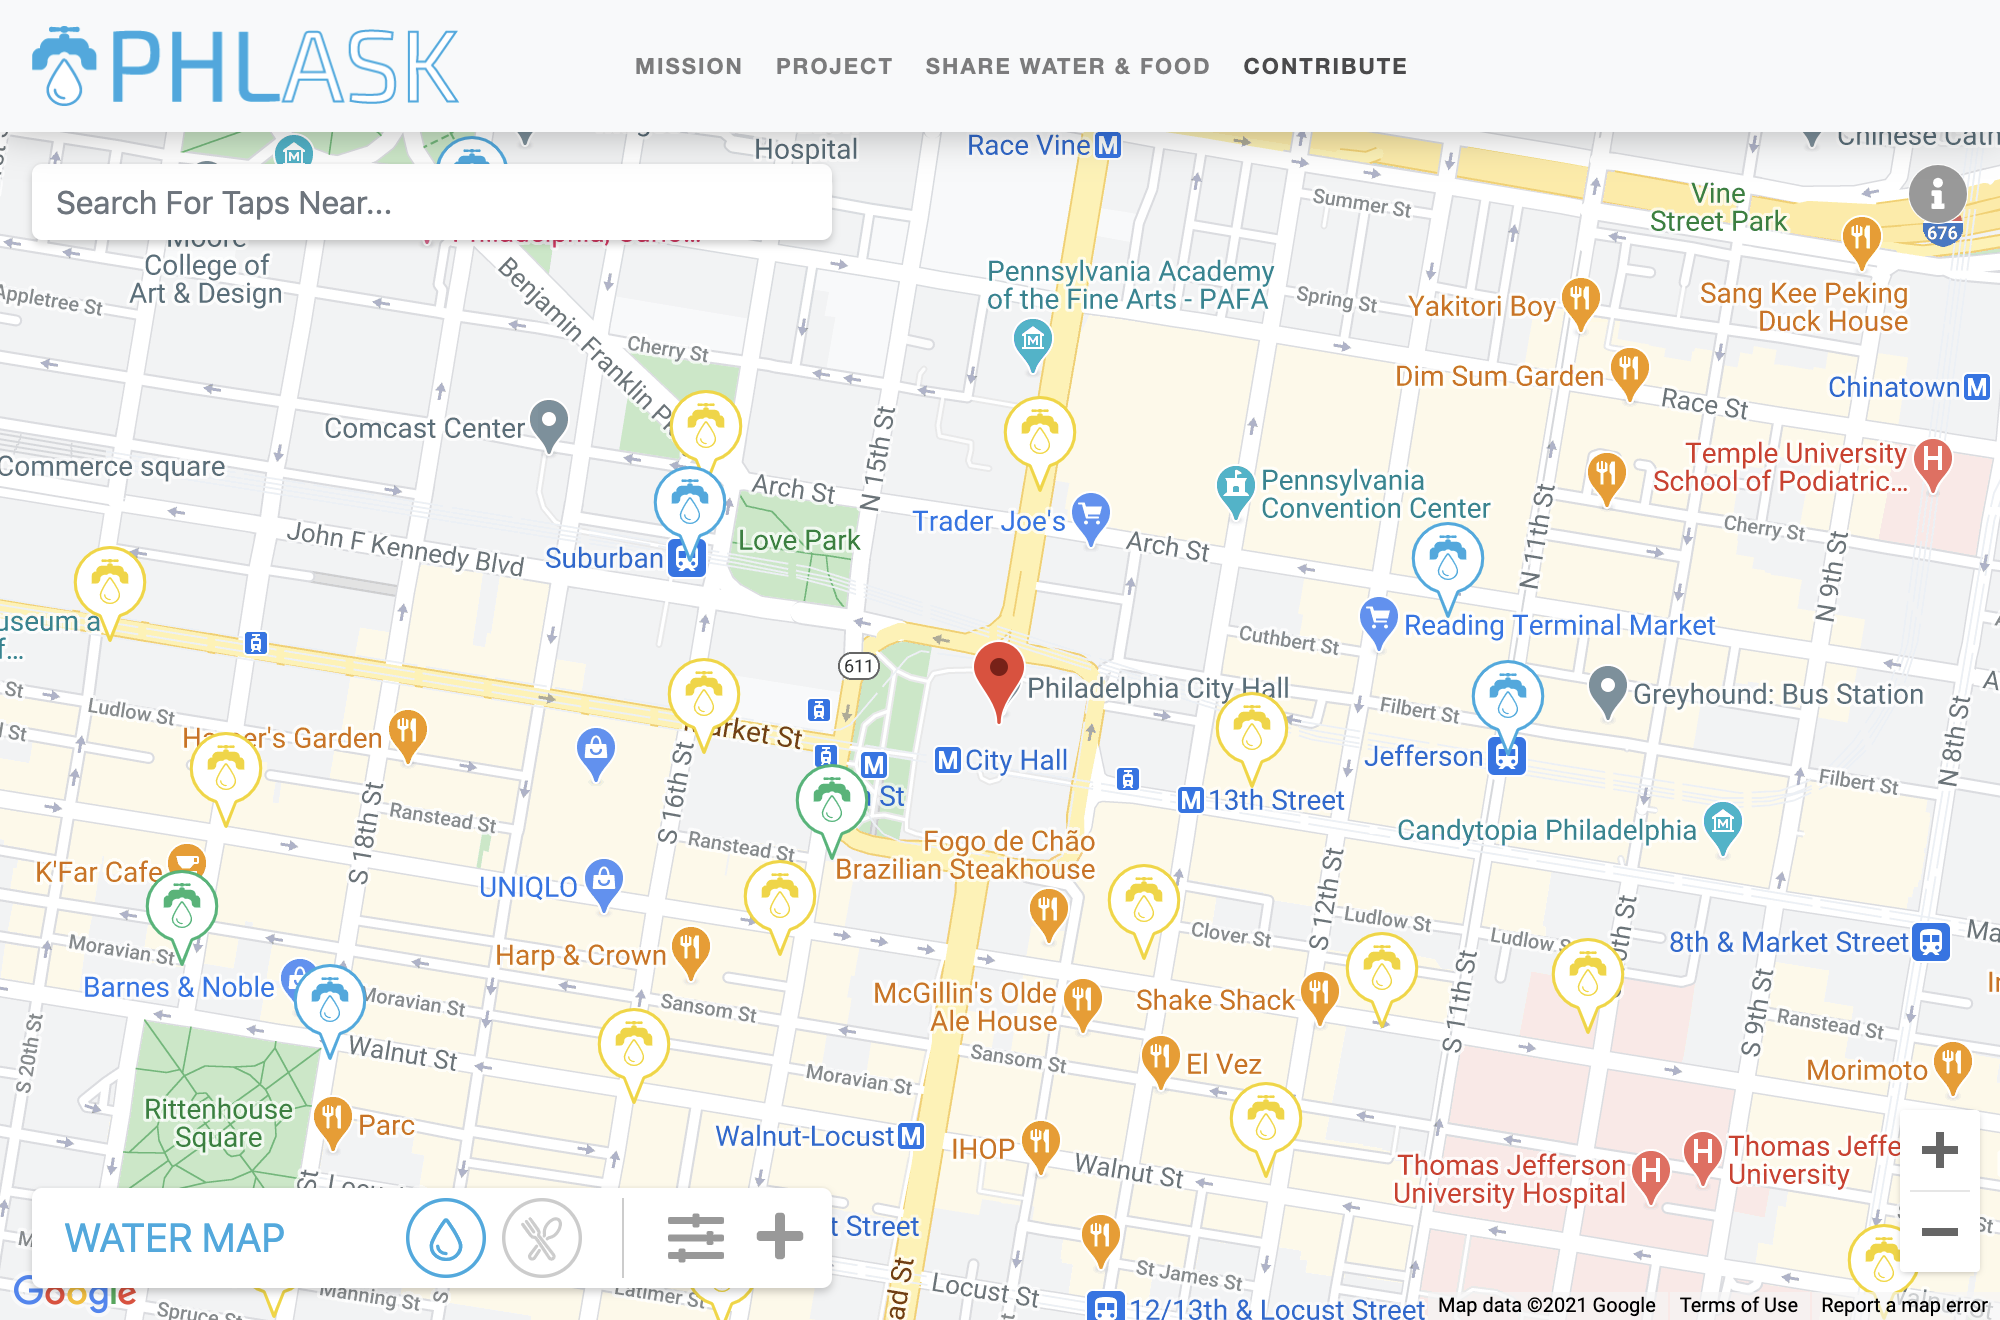 PHLASK
MISSION
PROJECT
SHARE WATER & FOOD
CONTRIBUTE
Hospital
Race Vine M
Chinese Cath
Search For Taps Near...
Summer St
Vine
Street Park
676
Moore
College of
Art & Design
Philadelphia, Curio...
Benjamin Franklin Pk
Appletree St
Pennsylvania Academy
of the Fine Arts - PAFA
Spring St
Yakitori Boy
Sang Kee Peking
Duck House
Cherry St
Dim Sum Garden
Race St
Chinatown M
Comcast Center
N 15th St
Commerce square
Arch St
Pennsylvania
Convention Center
Temple University
School of Podiatric...
Trader Joe's
N 11th St
Cherry St
John F Kennedy Blvd
Suburban
Love Park
Arch St
N 9th St
useum a
f...
Cuthbert St
Reading Terminal Market
611
Philadelphia City Hall
Greyhound: Bus Station
St
Ludlow St
Filbert St
arket St
N 8th St
Jefferson
Filbert St
M City Hall
M
St
M 13th Street
S 16th St
S 18th St
Ranstead St
Ranstead St
Fogo de Chão
Brazilian Steakhouse
Candytopia Philadelphia
K'Far Cafe
UNIQLO
S 12th St
Ludlow St
Clover St
Ludlow S
8th & Market Street
Ma
Moravian St
Harp & Crown
Barnes & Noble
Moravian St
Sansom St
McGillin's Olde
Ale House
Shake Shack
S 11th St
S 9th St
Ranstead St
S 20th St
Walnut St
Sansom St
El Vez
Moravian St
Morimoto
Rittenhouse
Square
Parc
Walnut-Locust M
IHOP
Walnut St
Thomas Jefferson
University Hospital
Thomas Jeffe
University
WATER MAP
t Street
ad St
Locust St
St James St
Google
Spruce St
Manning St
Latimer St
12/13th & Locust Street
Map data ©2021 Google
Terms of Use
Report a map error